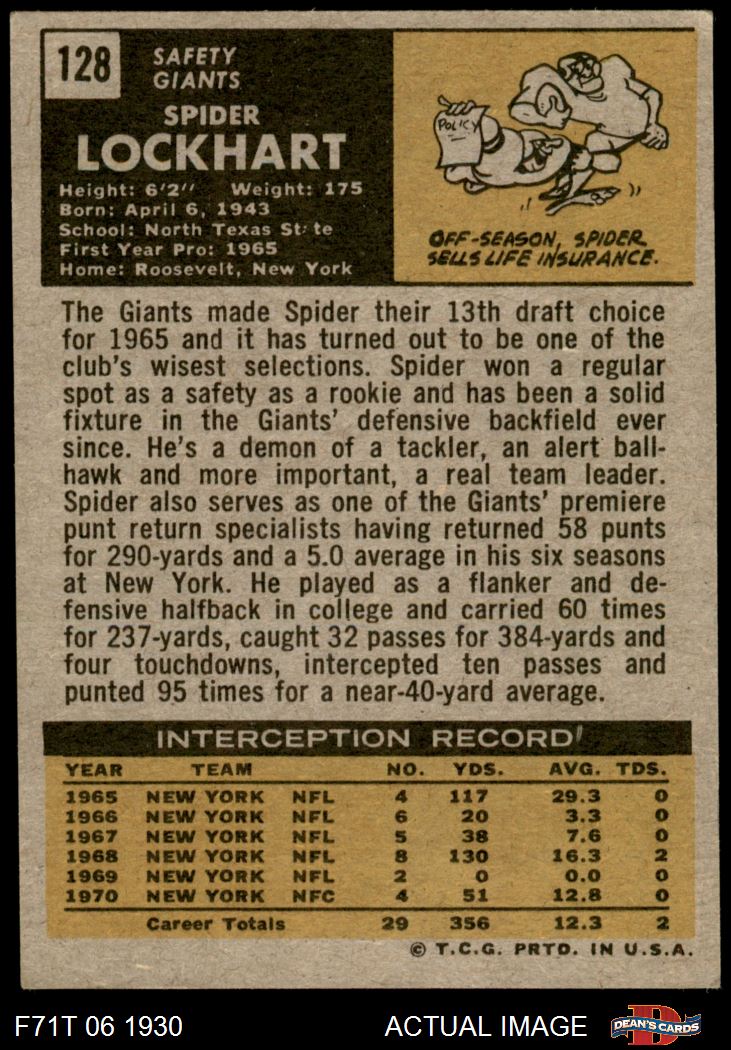 128
SAFETY
GIANTS
SPIDER
LOCKHART
Height: 6'2" Weight: 175
Born: April 6, 1943
School: North Texas State
First Year Pro: 1965
Home: Roosevelt, New York
POLICY
OFF-SEASON, SPIDER
SELLS LIFE INSURANCE.
The Giants made Spider their 13th draft choice
for 1965 and it has turned out to be one of the
club's wisest selections. Spider won a regular
spot as a safety as a rookie and has been a solid
fixture in the Giants' defensive backfield ever
since. He's a demon of a tackler, an alert ball-
hawk and more important, a real team leader.
Spider also serves as one of the Giants' premiere
punt return specialists having returned 58 punts
for 290-yards and a 5.0 average in his six seasons
at New York. He played as a flanker and de-
fensive halfback in college and carried 60 times
for 237-yards, caught 32 passes for 384-yards and
four touchdowns, intercepted ten passes and
punted 95 times for a near-40-yard average.
INTERCEPTION RECORD
YEAR TEAM NO. YDS. AVG. TDS.
1965 NEW YORK NFL 4 117 29.3 0
1966 NEW YORK NFL 6 20 3.3 0
1967 NEW YORK NFL 5 38 7.6 0
1968 NEW YORK NFL 8 130 16.3 2
1969 NEW YORK NFL 2 0 0.0 0
1970 NEW YORK NFC 4 51 12.8 0
Career Totals 29 356 12.3 2
© T.C.G. PRTD. IN U.S.A.
F71T 06 1930 ACTUAL IMAGE
D
DEAN'S CARDS